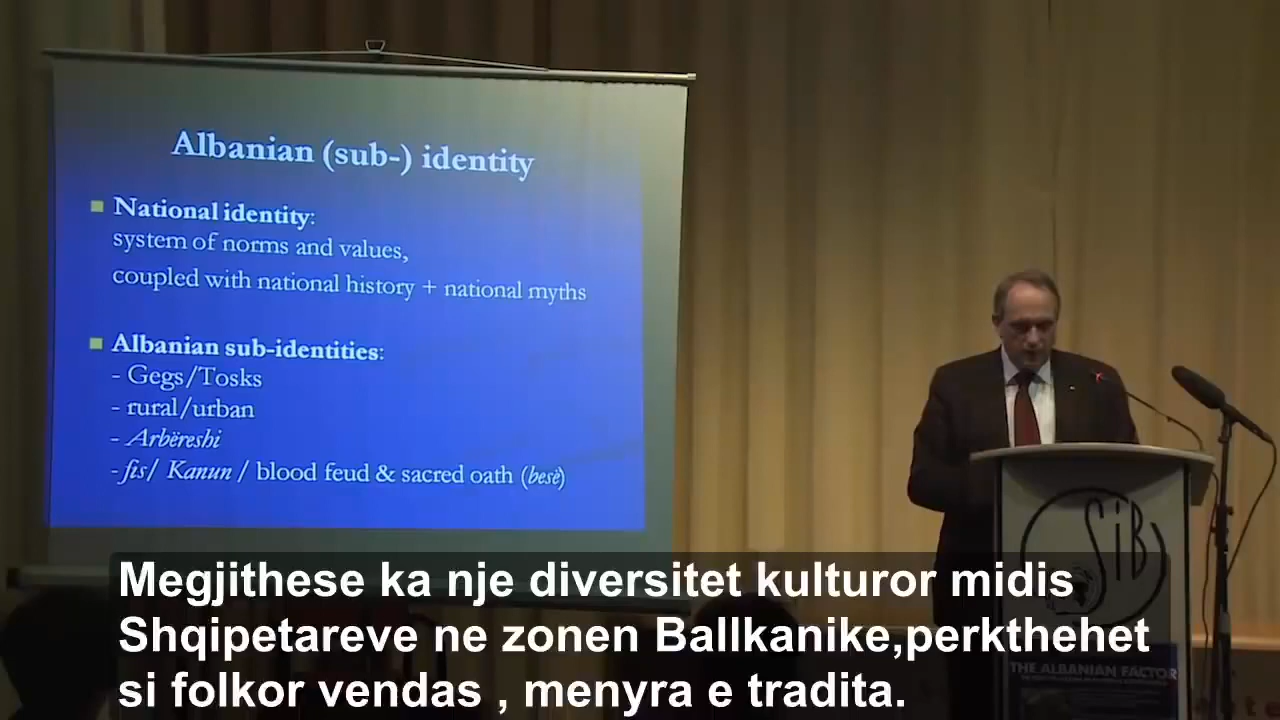 Albanian (sub-) identity
National identity:
system of norms and values,
coupled with national history + national myths
Albanian sub-identities:
- Gegs/Tosks
- rural/urban
- Arbëreshi
- fis/ Kanun / blood feud & sacred oath (besë)
SiB
THE ALBANIAN FACTOR
Megjithese ka nje diversitet kulturor midis
Shqipetareve ne zonen Ballkanike,perkthehet
si folkor vendas , menyra e tradita.